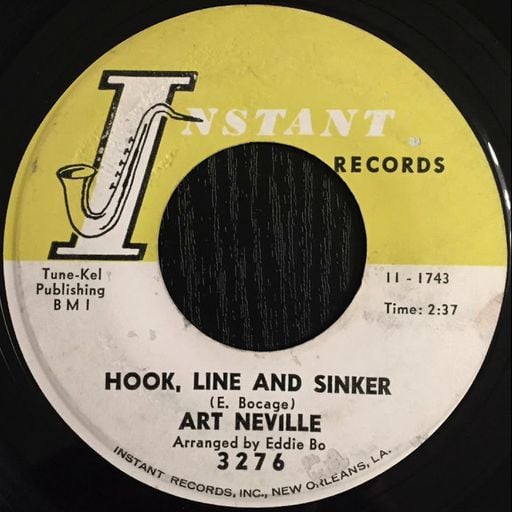 INSTANT
RECORDS
Tune-Kel
Publishing
B M I
11 - 1743
Time: 2:37
HOOK, LINE AND SINKER
(E. Bocage)
ART NEVILLE
Arranged by Eddie Bo
3276
INSTANT RECORDS, INC., NEW ORLEANS, LA.